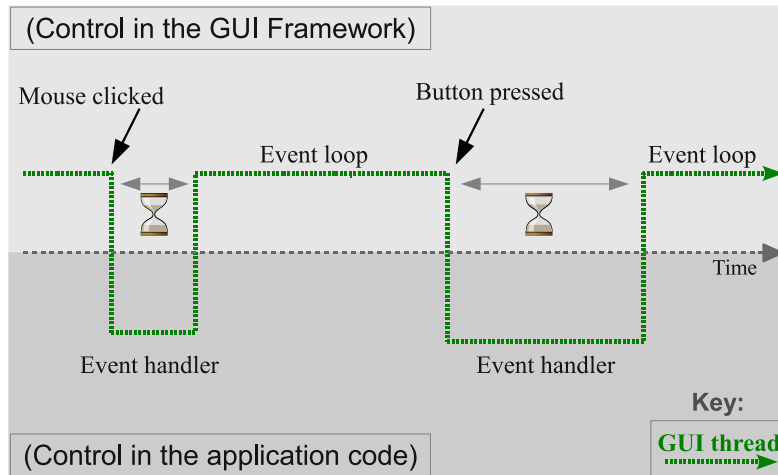 (Control in the GUI Framework)
Mouse clicked
Button pressed
Event loop
Event loop
Time
Event handler
Event handler
Key:
GUI thread
(Control in the application code)